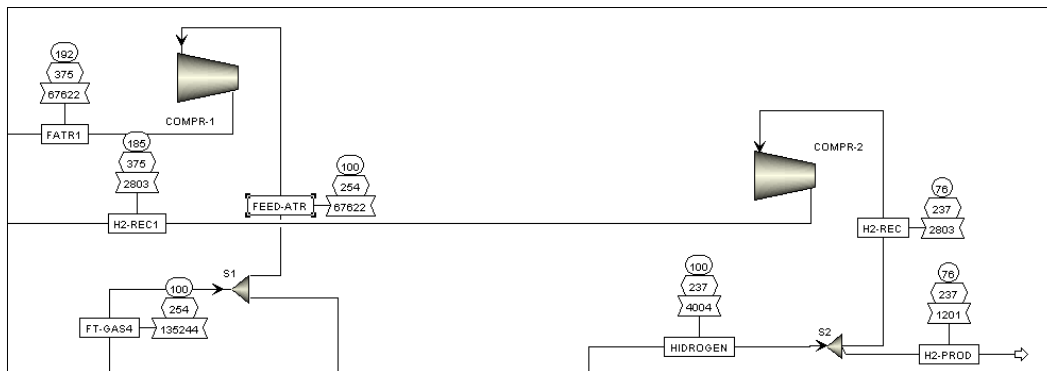 192
375
67622
FATR1
COMPR-1
185
375
2803
H2-REC1
100
254
67622
FEED-ATR
COMPR-2
76
237
2803
H2-REC
S1
100
254
135244
FT-GAS4
100
237
4004
HIDROGEN
S2
76
237
1201
H2-PROD